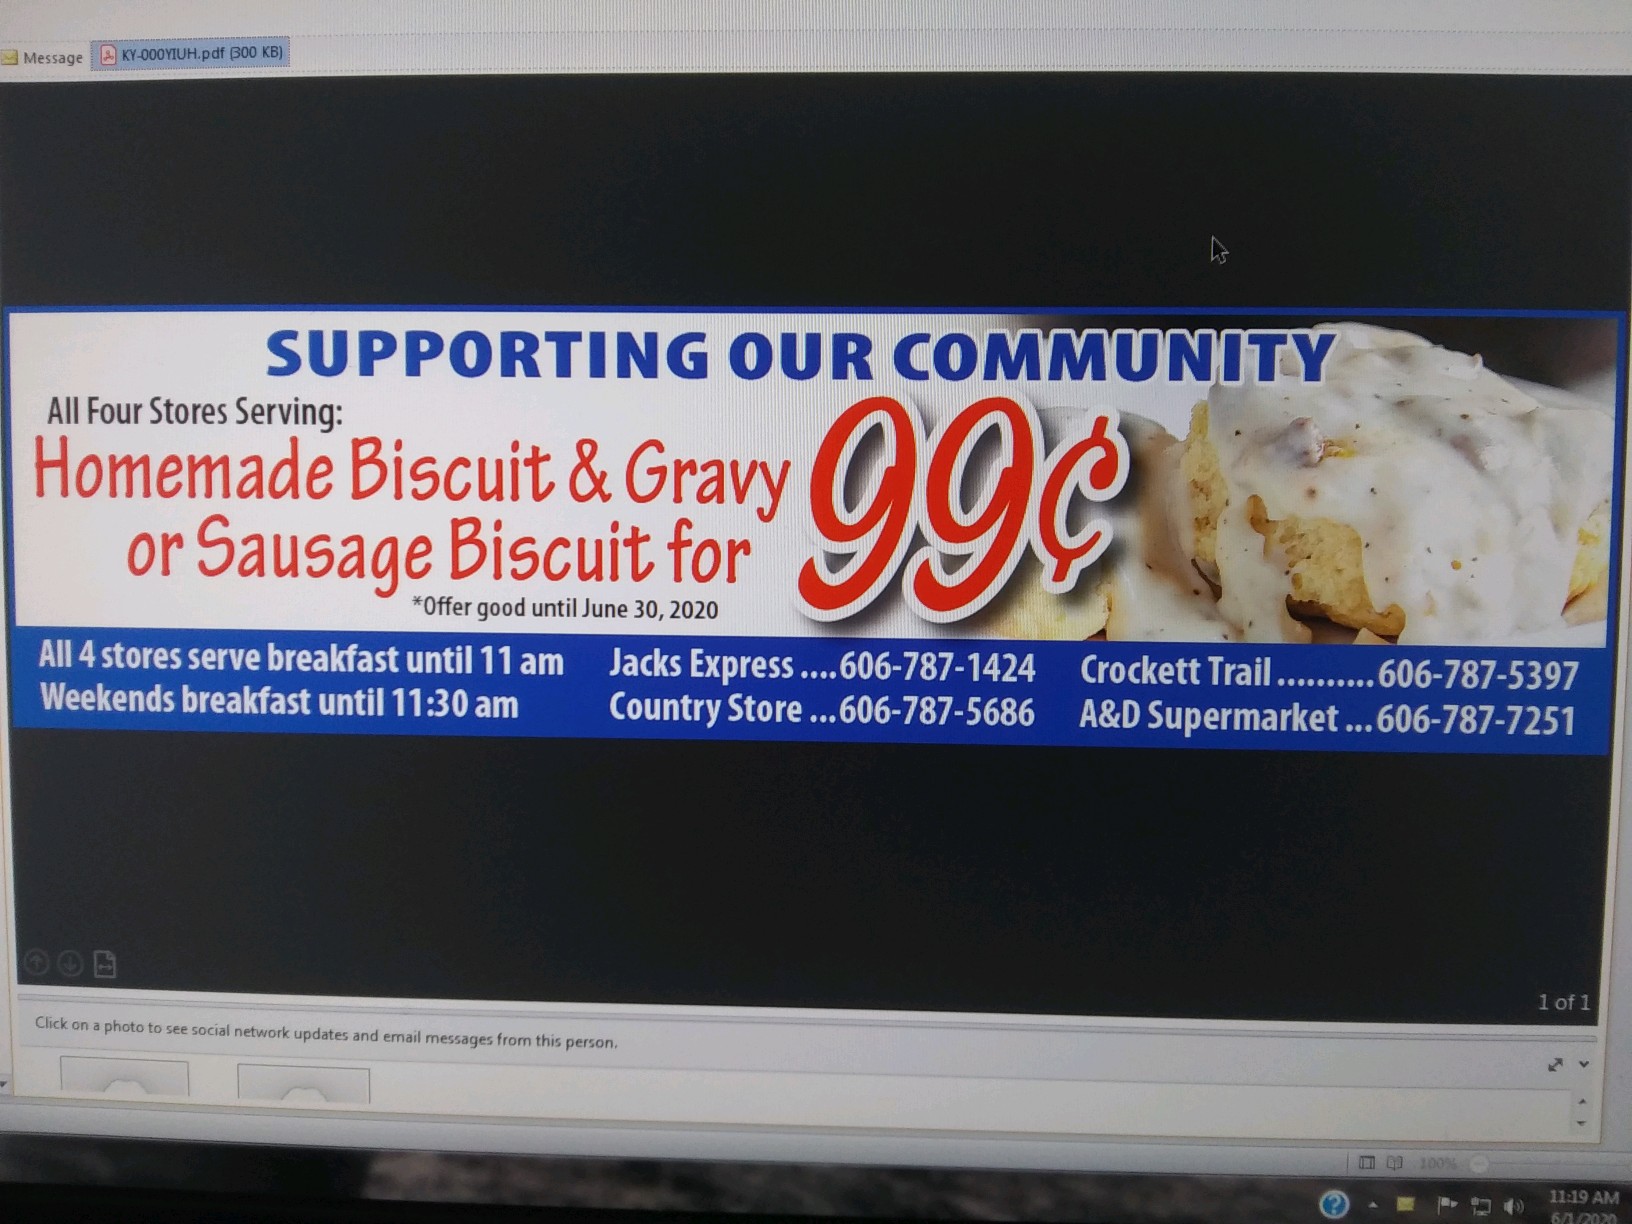 Message KY-000YIUH.pdf (300 KB)
SUPPORTING OUR COMMUNITY
All Four Stores Serving:
Homemade Biscuit & Gravy
or Sausage Biscuit for
99¢
*Offer good until June 30, 2020
All 4 stores serve breakfast until 11 am
Weekends breakfast until 11:30 am
Jacks Express ....606-787-1424
Country Store ...606-787-5686
Crockett Trail ..........606-787-5397
A&D Supermarket ...606-787-7251
1 of 1
Click on a photo to see social network updates and email messages from this person.
100%
11:19 AM
6/1/2020